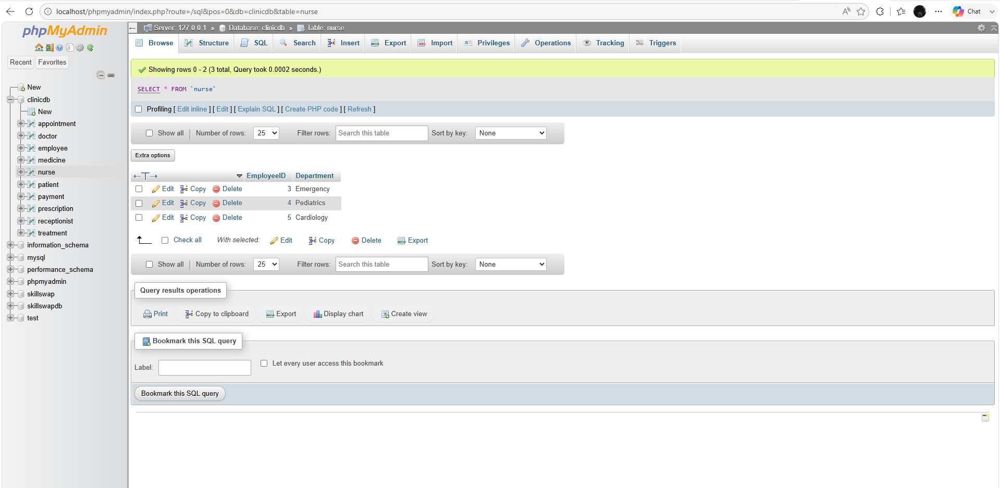 localhost/phpmyadmin/index.php?route=/sql&pos=0&db=clinicdb&table=nurse
Chat
phpMyAdmin
Recent Favorites
New
clinicdb
New
appointment
doctor
employee
medicine
nurse
patient
payment
prescription
receptionist
treatment
information_schema
mysql
performance_schema
phpmyadmin
skillswap
skillswapdb
test
Server: 127.0.0.1 » Database: clinicdb » Table: nurse
Browse Structure SQL Search Insert Export Import Privileges Operations Tracking Triggers
Showing rows 0 - 2 (3 total, Query took 0.0002 seconds.)
SELECT * FROM `nurse`
Profiling [ Edit inline ] [ Edit ] [ Explain SQL ] [ Create PHP code ] [ Refresh ]
Show all | Number of rows: 25 Filter rows: Search this table Sort by key: None
Extra options
←T→ EmployeeID Department
Edit Copy Delete 3 Emergency
Edit Copy Delete 4 Pediatrics
Edit Copy Delete 5 Cardiology
Check all With selected: Edit Copy Delete Export
Show all | Number of rows: 25 Filter rows: Search this table Sort by key: None
Query results operations
Print Copy to clipboard Export Display chart Create view
Bookmark this SQL query
Label: Let every user access this bookmark
Bookmark this SQL query